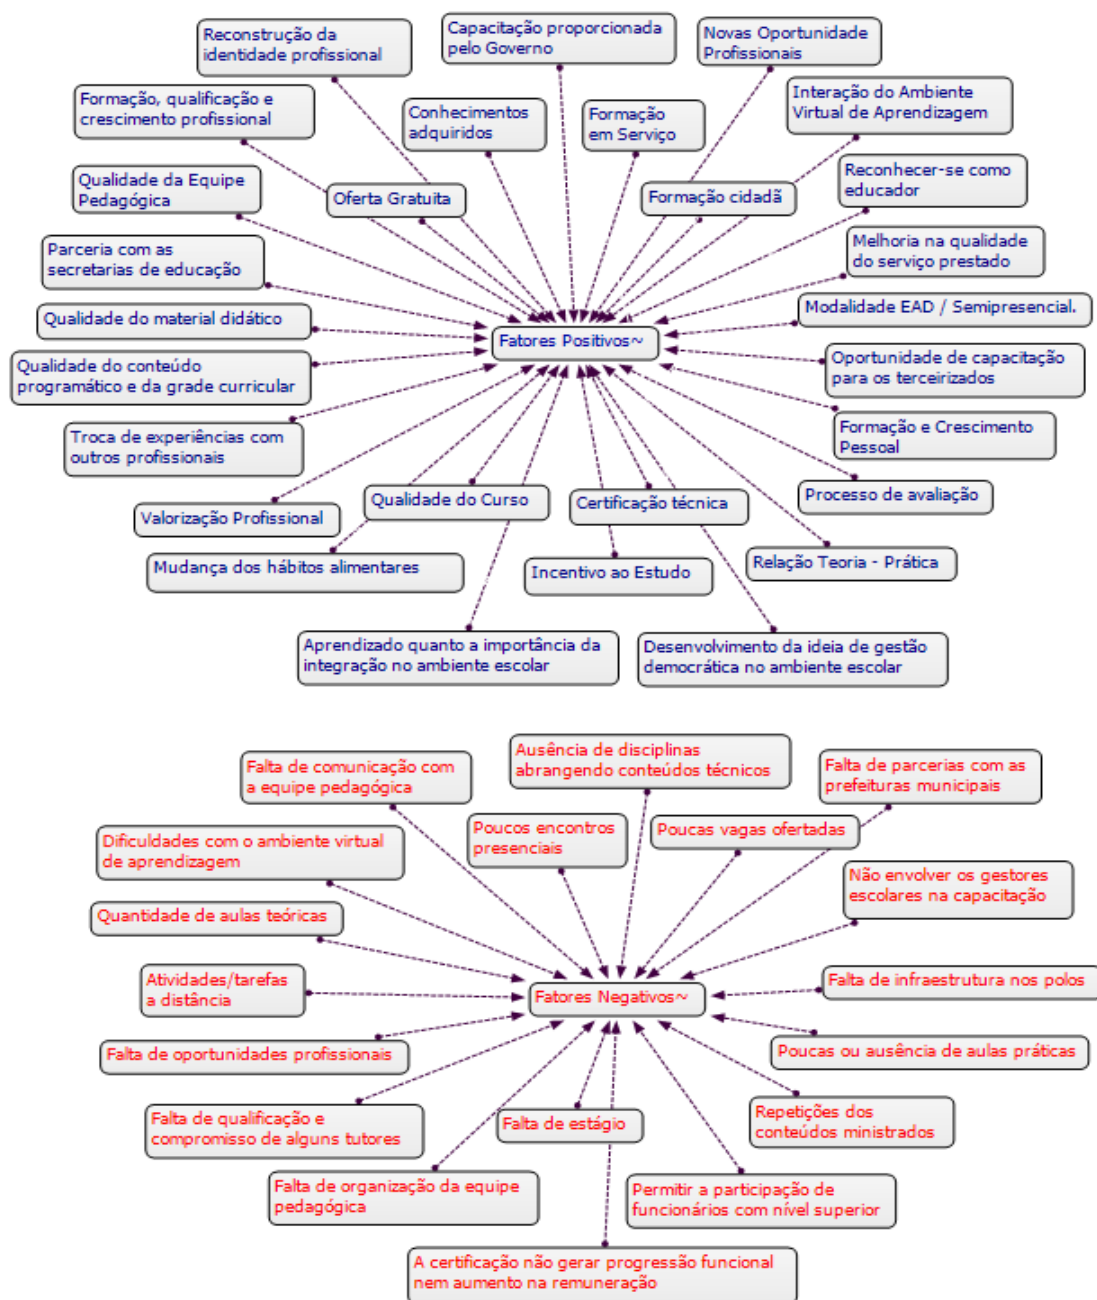 Reconstrução da
identidade profissional
Capacitação proporcionada
pelo Governo
Novas Oportunidade
Profissionais
Formação, qualificação e
crescimento profissional
Conhecimentos
adquiridos
Formação
em Serviço
Interação do Ambiente
Virtual de Aprendizagem
Qualidade da Equipe
Pedagógica
Oferta Gratuita
Formação cidadã
Reconhecer-se como
educador
Parceria com as
secretarias de educação
Melhoria na qualidade
do serviço prestado
Qualidade do material didático
Modalidade EAD / Semipresencial.
Fatores Positivos~
Qualidade do conteúdo
programático e da grade curricular
Oportunidade de capacitação
para os terceirizados
Troca de experiências com
outros profissionais
Formação e Crescimento
Pessoal
Valorização Profissional
Qualidade do Curso
Certificação técnica
Processo de avaliação
Mudança dos hábitos alimentares
Incentivo ao Estudo
Relação Teoria - Prática
Aprendizado quanto a importância da
integração no ambiente escolar
Desenvolvimento da ideia de gestão
democrática no ambiente escolar
Falta de comunicação com
a equipe pedagógica
Ausência de disciplinas
abrangendo conteúdos técnicos
Falta de parcerias com as
prefeituras municipais
Dificuldades com o ambiente virtual
de aprendizagem
Poucos encontros
presenciais
Poucas vagas ofertadas
Não envolver os gestores
escolares na capacitação
Quantidade de aulas teóricas
Atividades/tarefas
a distância
Fatores Negativos~
Falta de infraestrutura nos polos
Falta de oportunidades profissionais
Poucas ou ausência de aulas práticas
Falta de qualificação e
compromisso de alguns tutores
Falta de estágio
Repetições dos
conteúdos ministrados
Falta de organização da equipe
pedagógica
Permitir a participação de
funcionários com nível superior
A certificação não gerar progressão funcional
nem aumento na remuneração